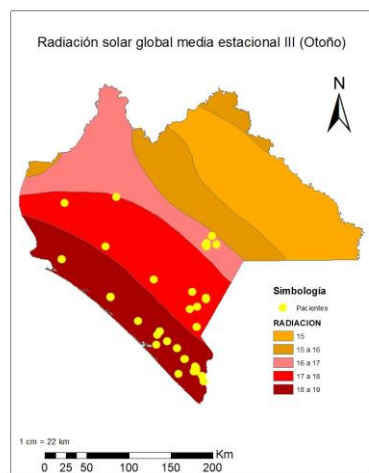 Radiación solar global media estacional III (Otoño)
N
Simbología
Pacientes
RADIACION
15
15 a 16
16 a 17
17 a 18
18 a 19
1 cm = 22 km
Km
0 25 50 100 150 200